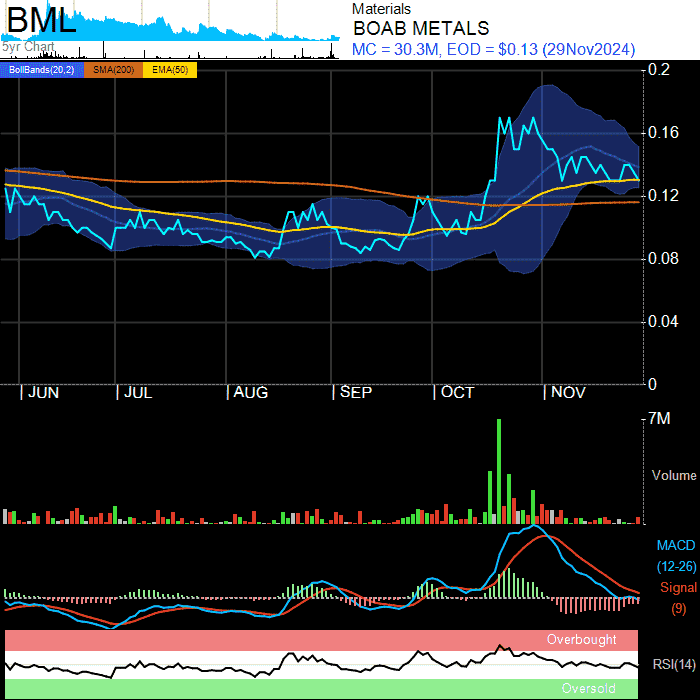 BML
5yr Chart
Materials
BOAB METALS
MC = 30.3M, EOD = $0.13 (29Nov2024)
BollBands(20,2) SMA(200) EMA(50)
0.2
0.16
0.12
0.08
0.04
0
| JUN | JUL | AUG | SEP | OCT | NOV
7M
Volume
MACD
(12-26)
Signal
(9)
Overbought
RSI(14)
Oversold